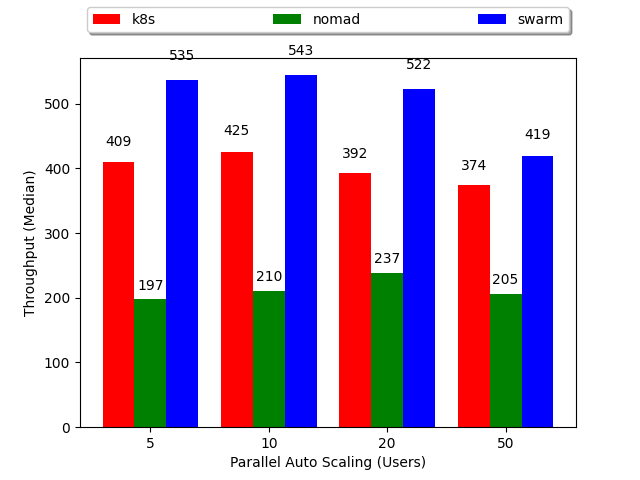 k8s nomad swarm
535 543 522
409 425 392 374 419
197 210 237 205
500
400
300
200
100
0
Throughput (Median)
5 10 20 50
Parallel Auto Scaling (Users)